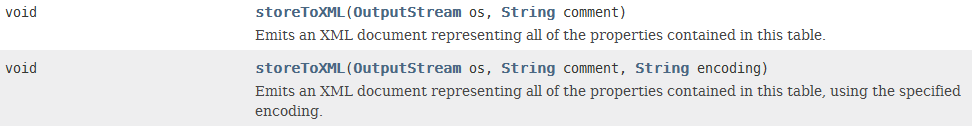 void storeToXML(OutputStream os, String comment)
Emits an XML document representing all of the properties contained in this table.
void storeToXML(OutputStream os, String comment, String encoding)
Emits an XML document representing all of the properties contained in this table, using the specified
encoding.